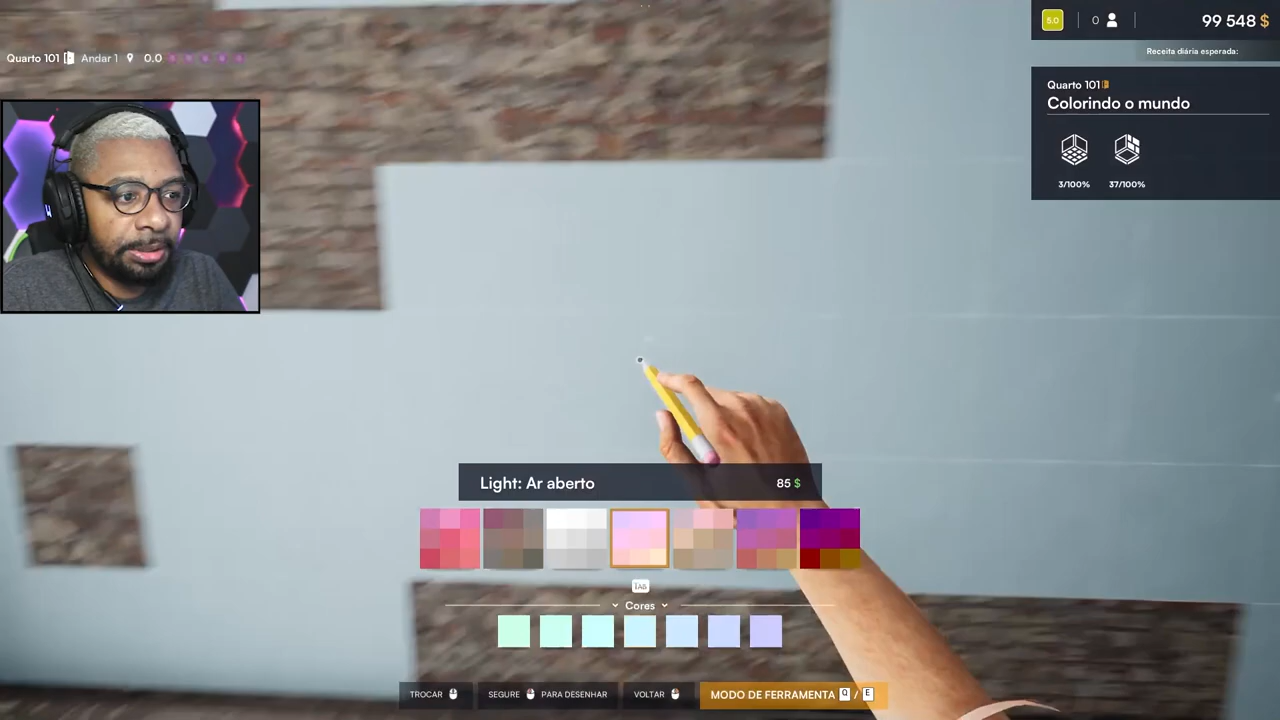 5.0 0 99 548 $
Receita diária esperada:
Quarto 101 Andar 1 0.0
Quarto 101
Colorindo o mundo
3/100% 37/100%
Light: Ar aberto 85 $
TAB
Cores
TROCAR SEGURE PARA DESENHAR VOLTAR MODO DE FERRAMENTA Q / E